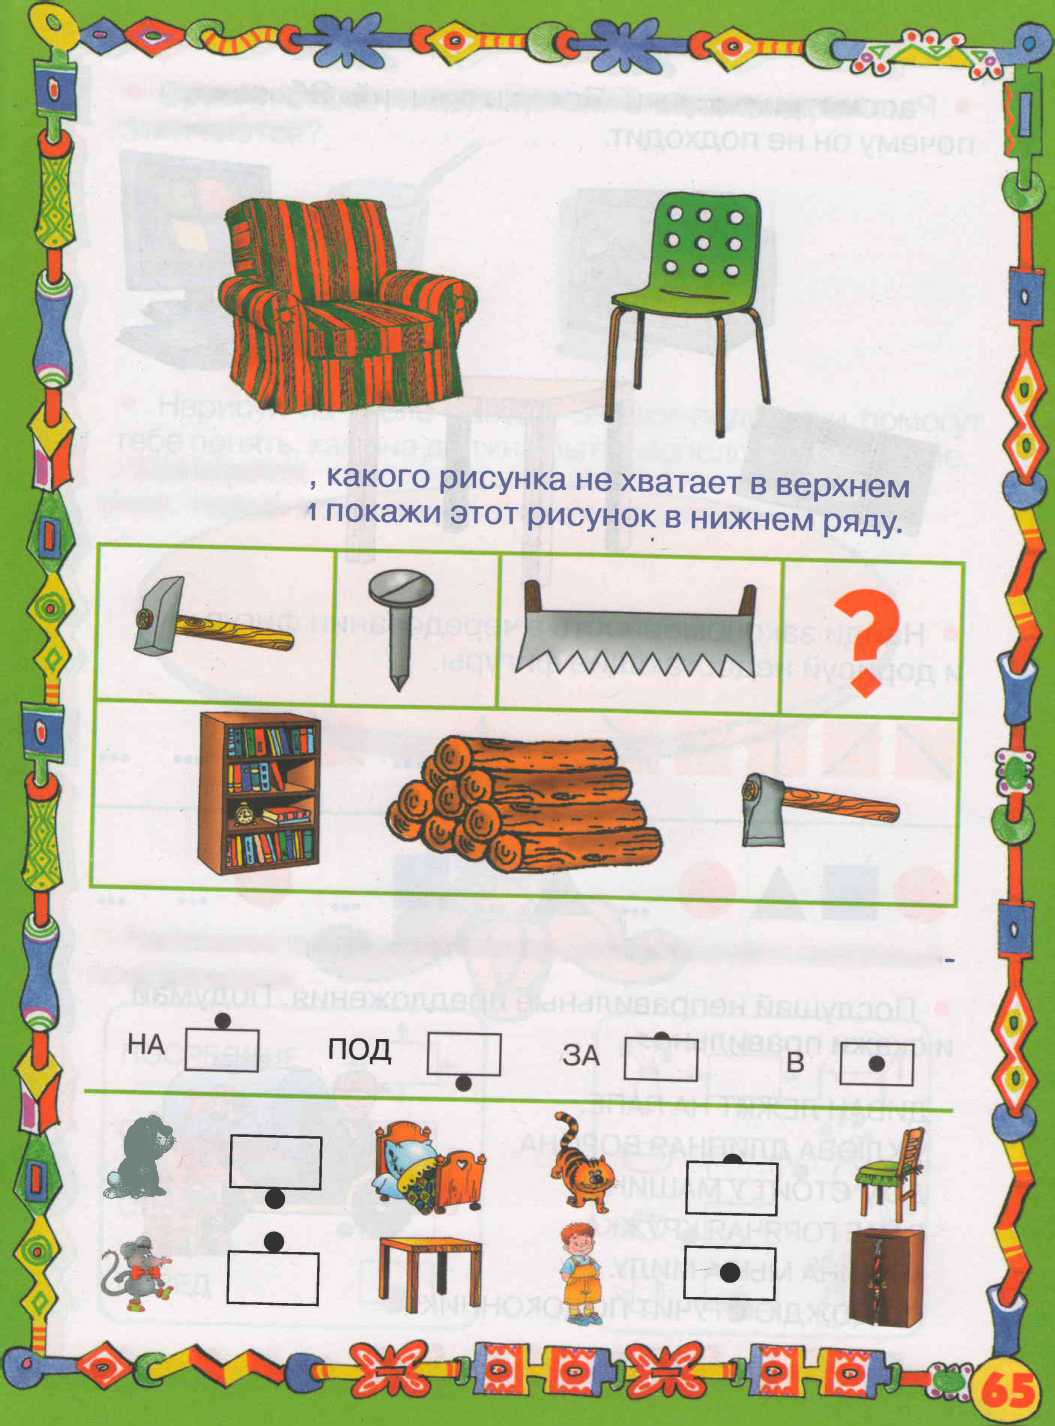 , какого рисунка не хватает в верхнем
и покажи этот рисунок в нижнем ряду.
?
-
НА ПОД ЗА В
65